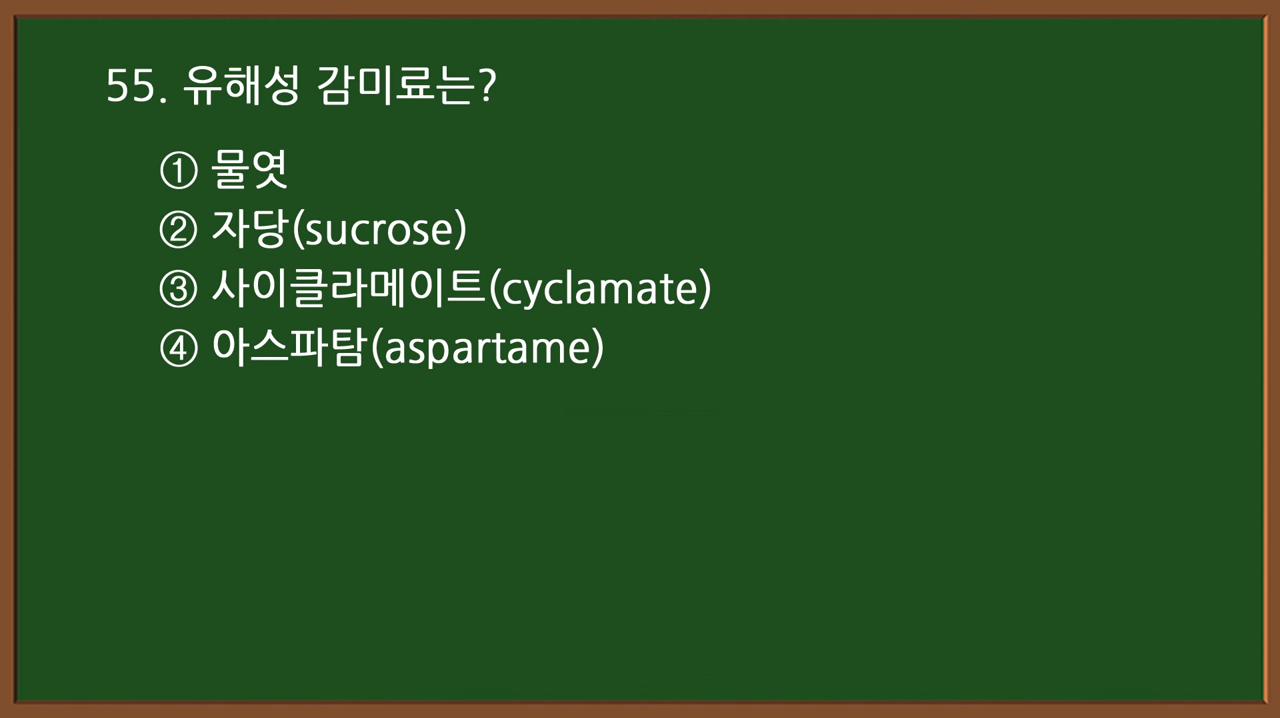 55. 유해성 감미료는?
① 물엿
② 자당(sucrose)
③ 사이클라메이트(cyclamate)
④ 아스파탐(aspartame)